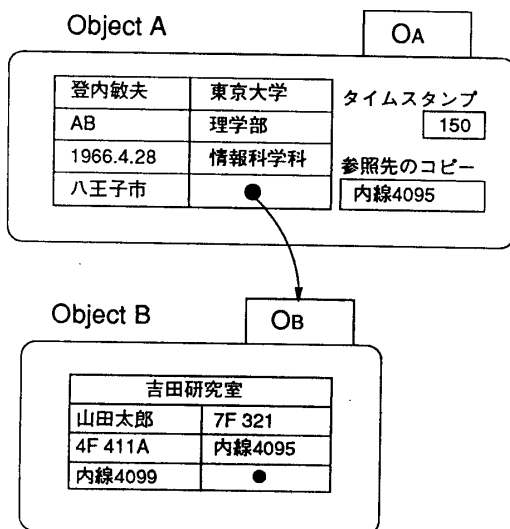 Object A
OA
登内敏夫 東京大学
AB 理学部
1966.4.28 情報科学科
八王子市
タイムスタンプ
150
参照先のコピー
内線4095
Object B
OB
吉田研究室
山田太郎 7F 321
4F 411A 内線4095
内線4099